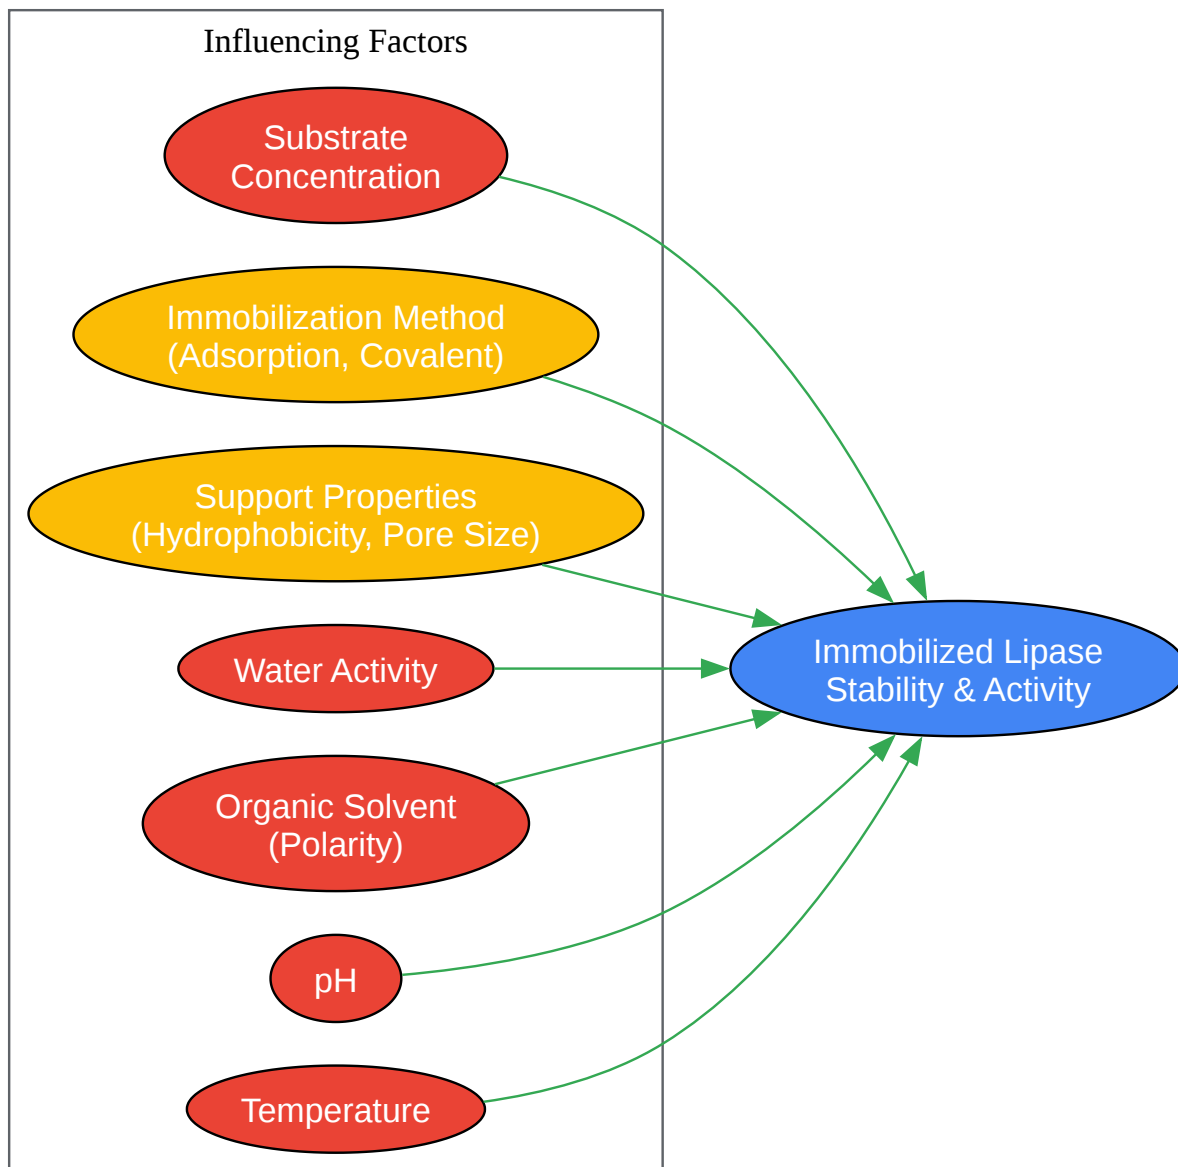 Influencing Factors
Substrate
Concentration
Immobilization Method
(Adsorption, Covalent)
Support Properties
(Hydrophobicity, Pore Size)
Water Activity
Organic Solvent
(Polarity)
pH
Temperature
Immobilized Lipase
Stability & Activity